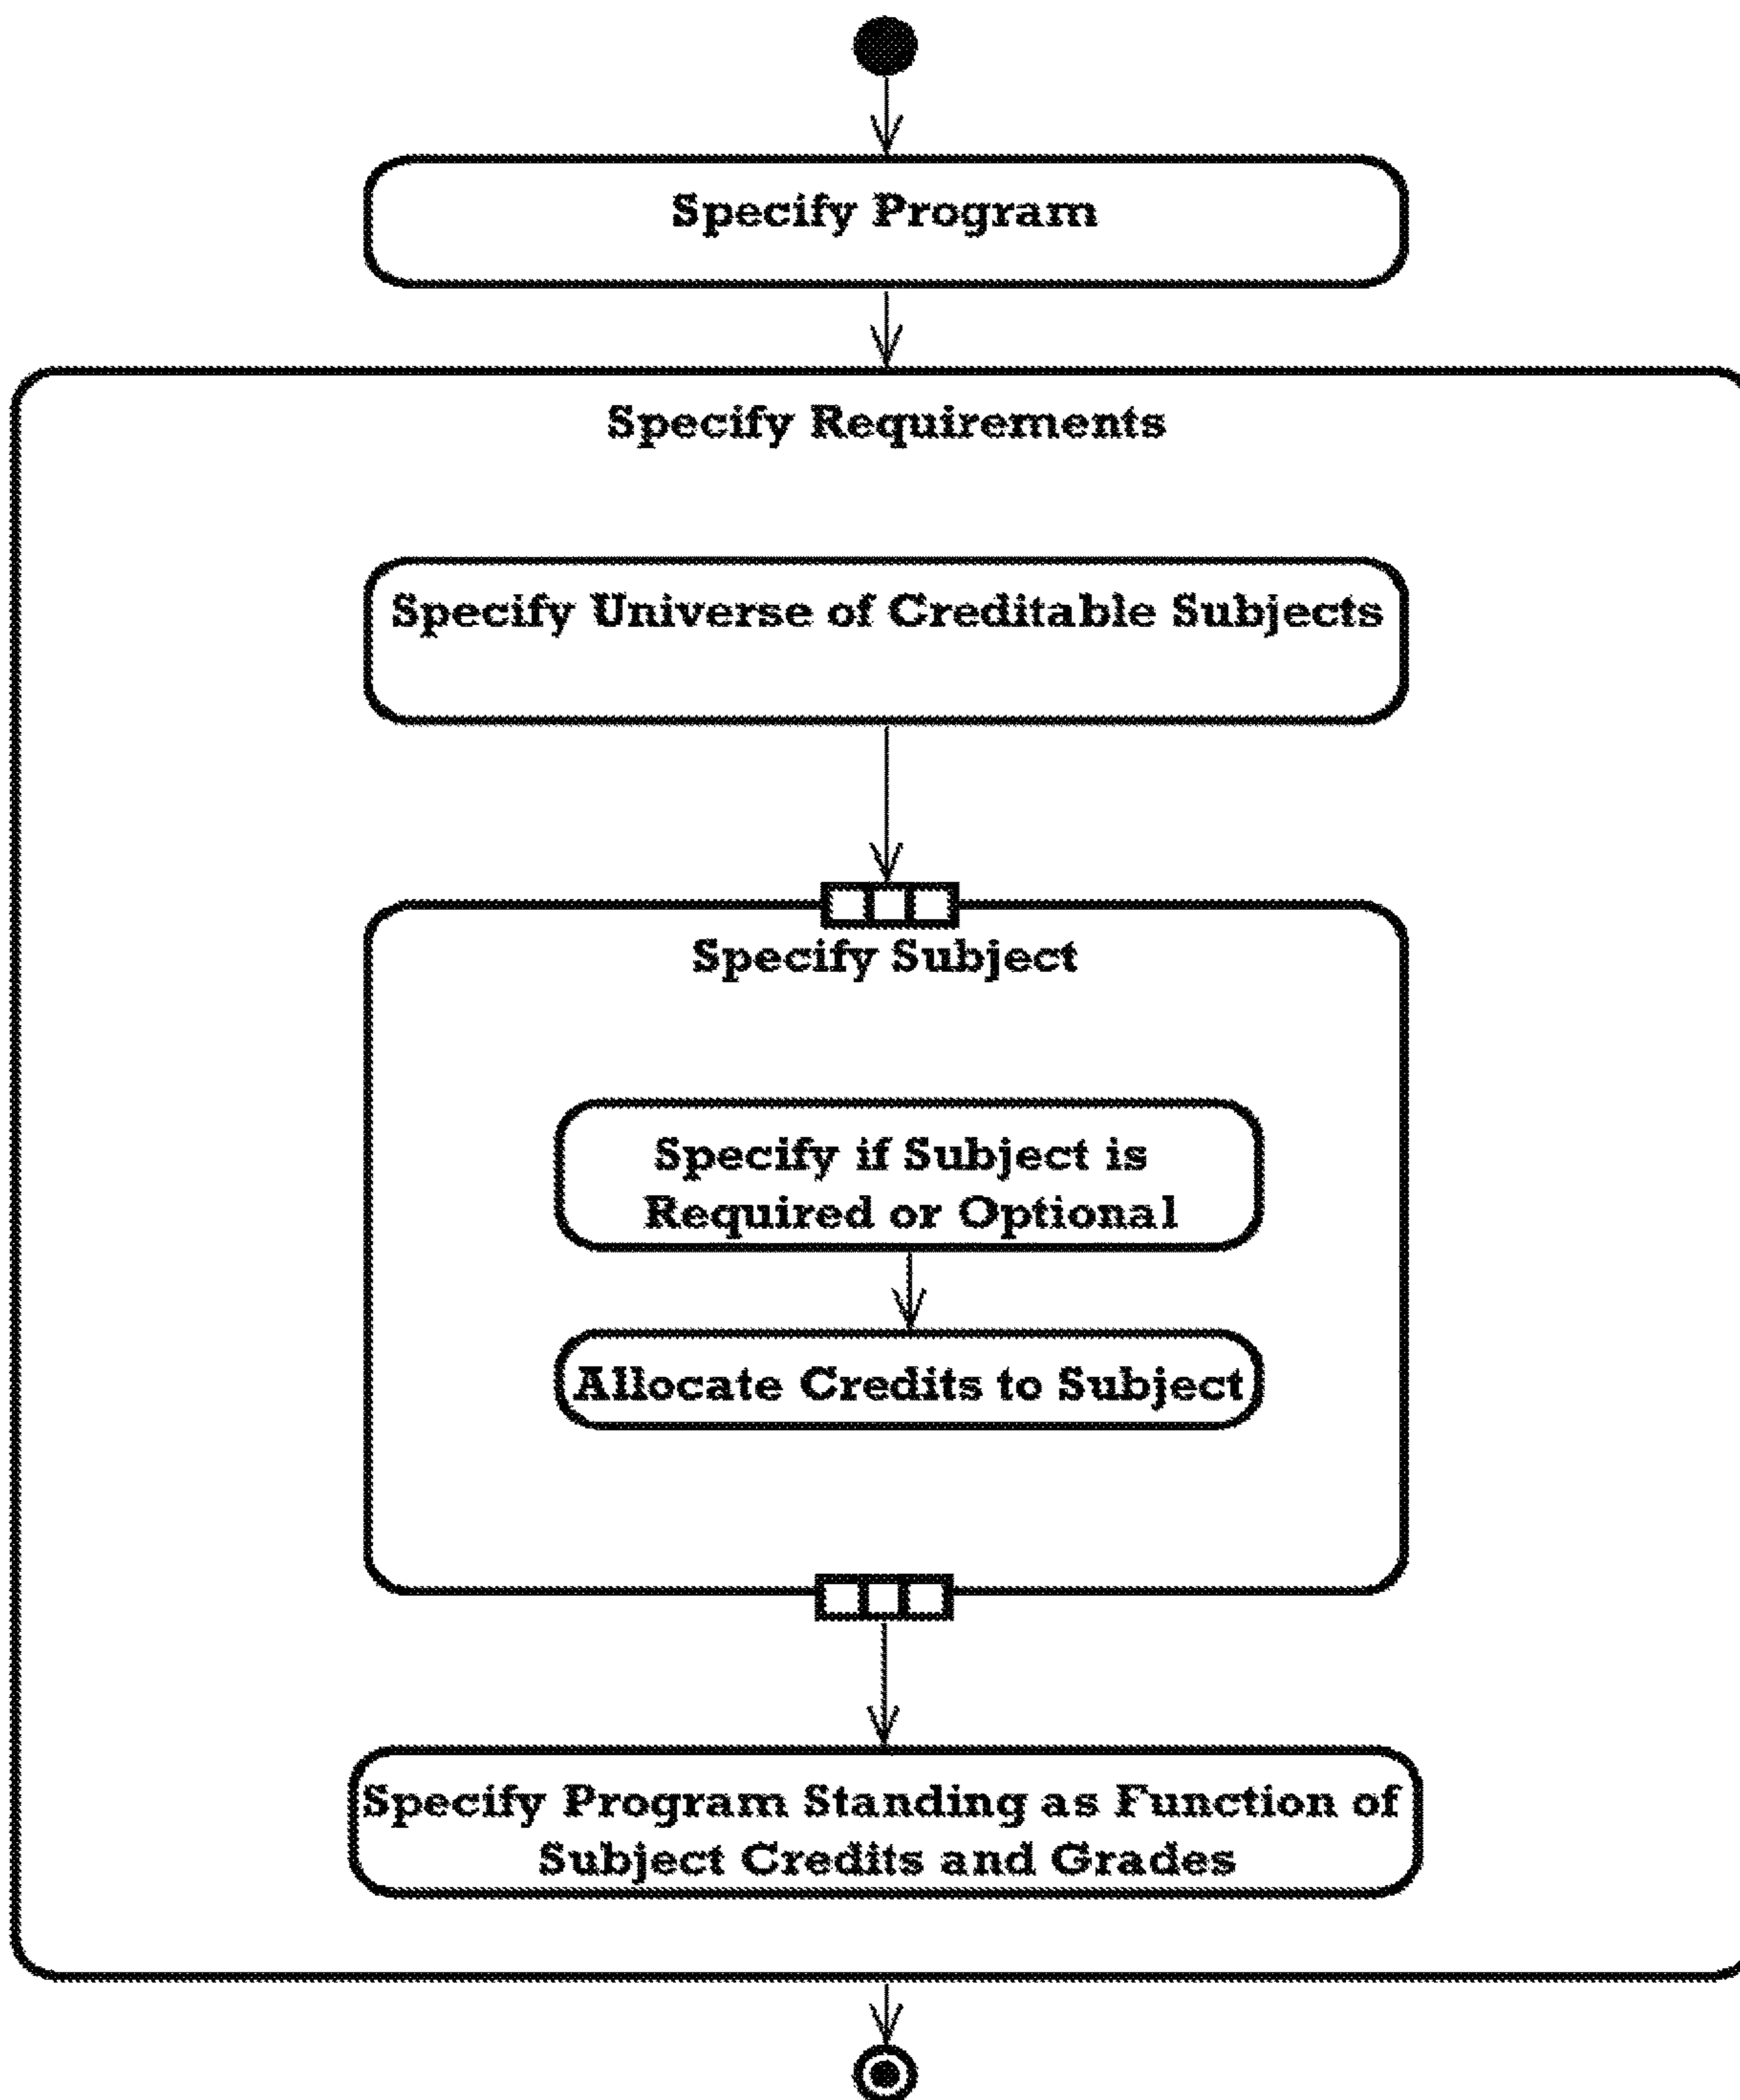 Specify Program
Specify Requirements
Specify Universe of Creditable Subjects
Specify Subject
Specify if Subject is
Required or Optional
Allocate Credits to Subject
Specify Program Standing as Function of
Subject Credits and Grades